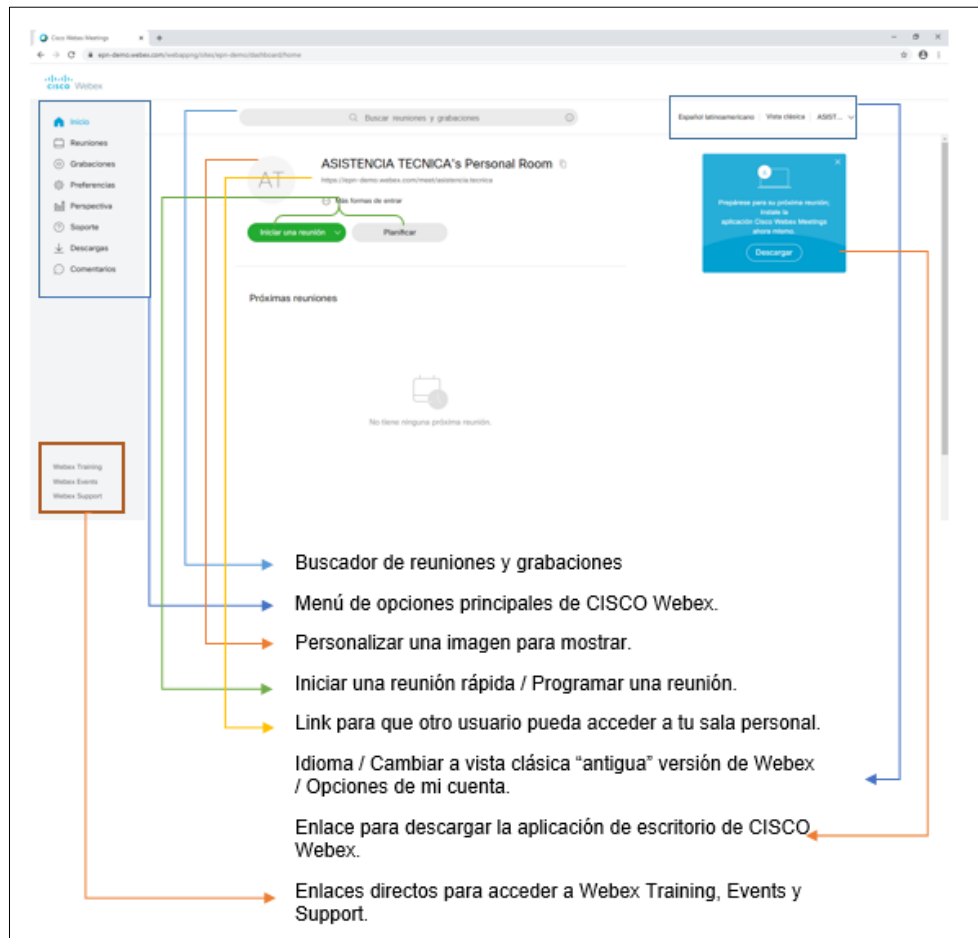 Cisco Webex Meetings
epn-demo.webex.com/webappng/sites/epn-demo/dashboard/home
cisco Webex
Buscar reuniones y grabaciones
Español latinoamericano
Vista clásica
ASIST...
Inicio
Reuniones
Grabaciones
Preferencias
Perspectiva
Soporte
Descargas
Comentarios
AT
ASISTENCIA TECNICA's Personal Room
https://epn-demo.webex.com/meet/asistencia.tecnica
Más formas de entrar
Iniciar una reunión
Planificar
Prepárese para su próxima reunión;
instale la
aplicación Cisco Webex Meetings
ahora mismo.
Descargar
Próximas reuniones
No tiene ninguna próxima reunión.
Webex Training
Webex Events
Webex Support
Buscador de reuniones y grabaciones
Menú de opciones principales de CISCO Webex.
Personalizar una imagen para mostrar.
Iniciar una reunión rápida / Programar una reunión.
Link para que otro usuario pueda acceder a tu sala personal.
Idioma / Cambiar a vista clásica “antigua” versión de Webex
/ Opciones de mi cuenta.
Enlace para descargar la aplicación de escritorio de CISCO
Webex.
Enlaces directos para acceder a Webex Training, Events y
Support.